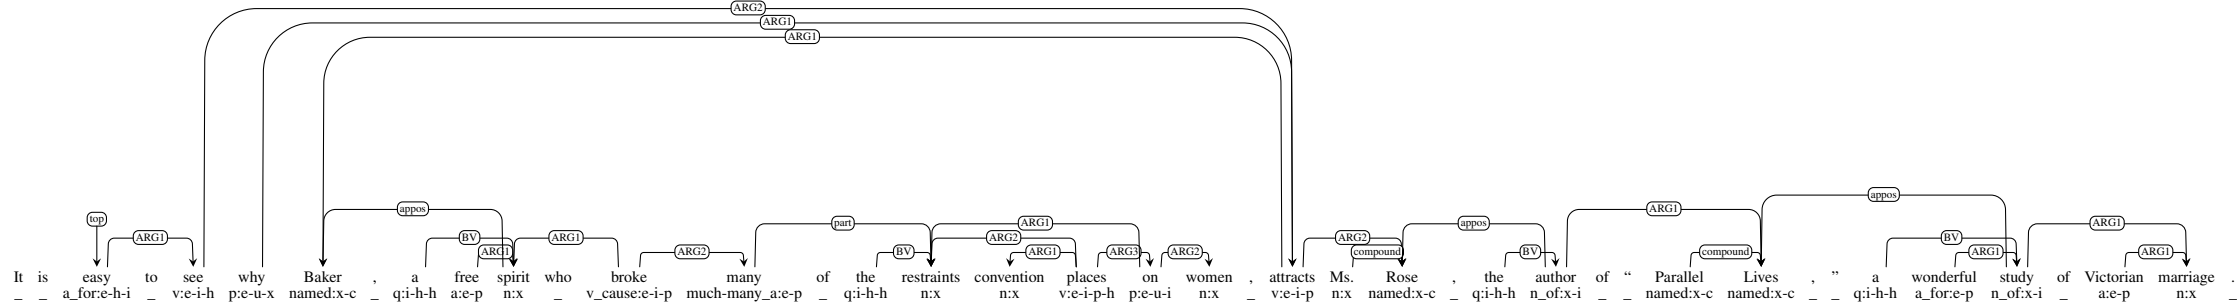 ARG2
ARG1
ARG1
appos appos
top part ARG1 appos ARG1 ARG1
ARG1 BV ARG1 ARG2 ARG2 BV
ARG1 ARG2 BV ARG1 ARG3 ARG2 compound BV compound ARG1 ARG1
It is easy to see why Baker , a free spirit who broke many of the restraints convention places on women , attracts Ms. Rose , the author of “ Parallel Lives , ” a wonderful study of Victorian marriage .
_ _ a_for:e-h-i _ v:e-i-h p:e-u-x named:x-c _ q:i-h-h a:e-p n:x _ v_cause:e-i-p much-many_a:e-p _ q:i-h-h n:x n:x v:e-i-p-h p:e-u-i n:x _ v:e-i-p n:x named:x-c _ q:i-h-h n_of:x-i _ _ named:x-c named:x-c _ _ q:i-h-h a_for:e-p n_of:x-i _ a:e-p n:x _